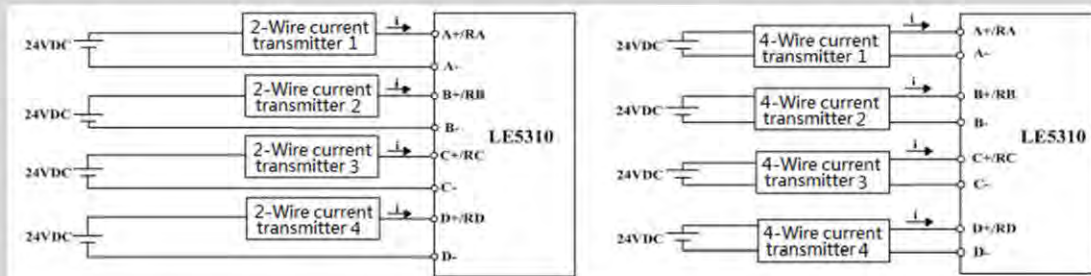 2-Wire current
transmitter 1
i
A+/RA
24VDC
A-
2-Wire current
transmitter 2
i
B+/RB
24VDC
B-
LE5310
2-Wire current
transmitter 3
i
C+/RC
24VDC
C-
2-Wire current
transmitter 4
i
D+/RD
24VDC
D-
4-Wire current
transmitter 1
i
A+/RA
24VDC
A-
4-Wire current
transmitter 2
i
B+/RB
24VDC
B-
LE5310
4-Wire current
transmitter 3
i
C+/RC
24VDC
C-
4-Wire current
transmitter 4
i
D+/RD
24VDC
D-